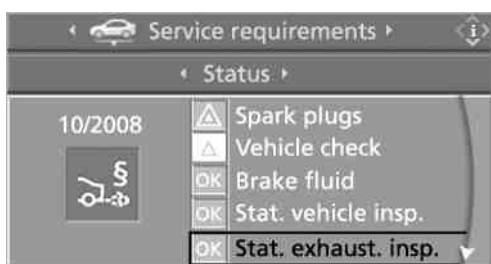 Service requirements
i
Status
10/2008
§
Spark plugs
Vehicle check
OK Brake fluid
OK Stat. vehicle insp.
OK Stat. exhaust. insp.